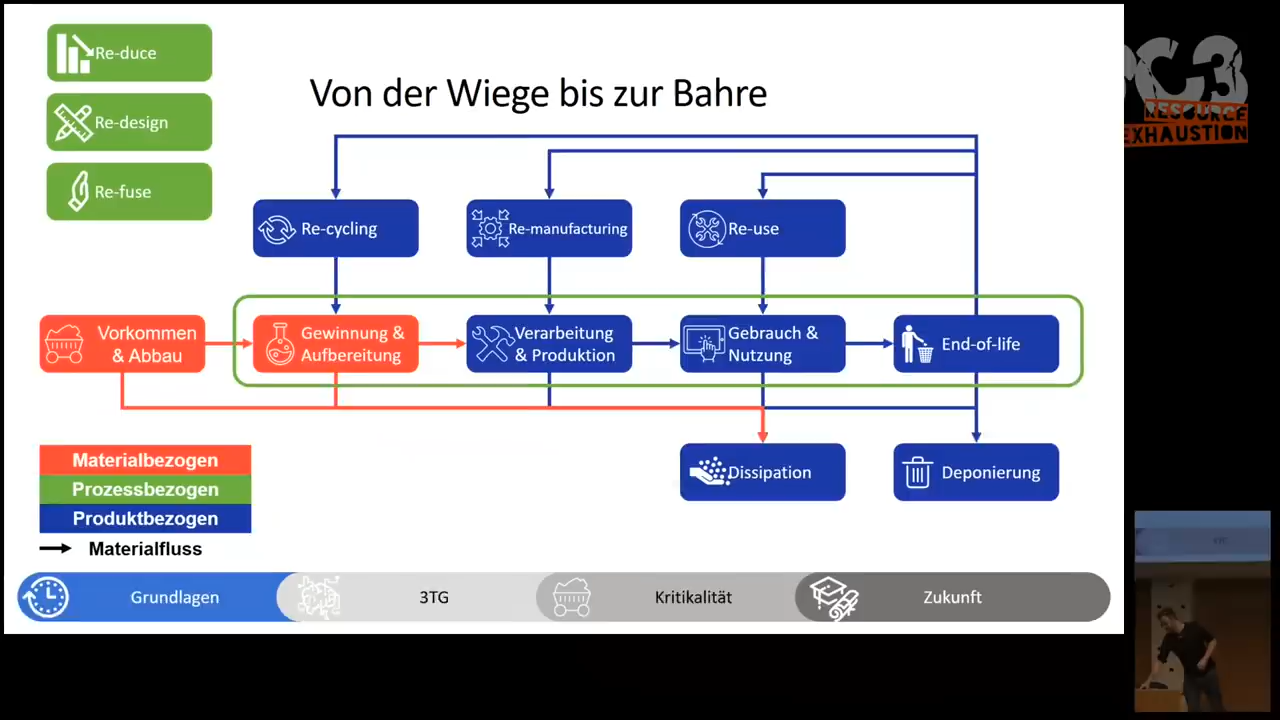 Re-duce
Re-design
Re-fuse
Von der Wiege bis zur Bahre
C3
RESOURCE
EXHAUSTION
Re-cycling
Re-manufacturing
Re-use
Vorkommen
& Abbau
Gewinnung &
Aufbereitung
Verarbeitung
& Produktion
Gebrauch &
Nutzung
End-of-life
Dissipation
Deponierung
Materialbezogen
Prozessbezogen
Produktbezogen
Materialfluss
Grundlagen
3TG
Kritikalität
Zukunft